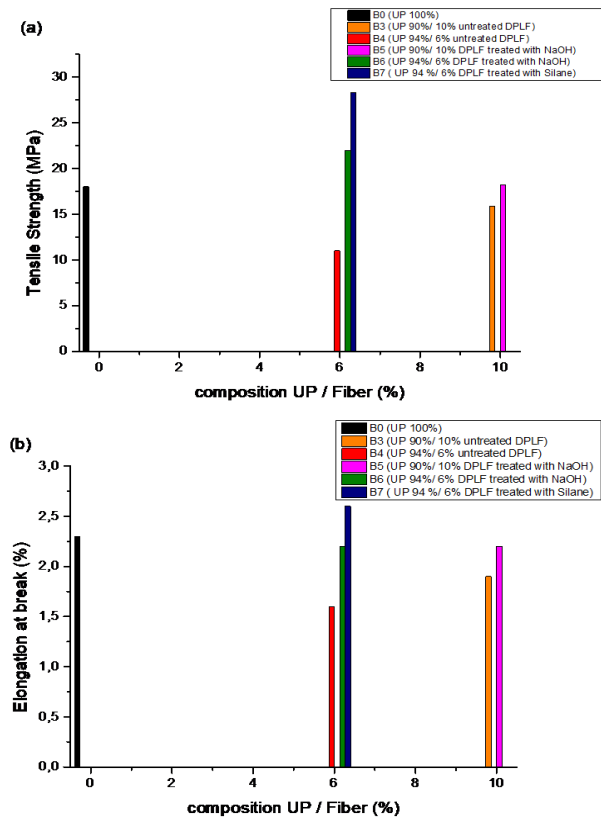 (a)
B0 (UP 100%)
B3 (UP 90%/ 10% untreated DPLF)
B4 (UP 94%/ 6% untreated DPLF)
B5 (UP 90%/ 10% DPLF treated with NaOH)
B6 (UP 94%/ 6% DPLF treated with NaOH)
B7 ( UP 94 %/ 6% DPLF treated with Silane)
Tensile Strength (MPa)
30
25
20
15
10
5
0
0 2 4 6 8 10
composition UP / Fiber (%)
(b)
B0 (UP 100%)
B3 (UP 90%/ 10% untreated DPLF)
B4 (UP 94%/ 6% untreated DPLF)
B5 (UP 90%/ 10% DPLF treated with NaOH)
B6 (UP 94%/ 6% DPLF treated with NaOH)
B7 ( UP 94 %/ 6% DPLF treated with Silane)
Elongation at break (%)
3,0
2,5
2,0
1,5
1,0
0,5
0,0
0 2 4 6 8 10
composition UP / Fiber (%)